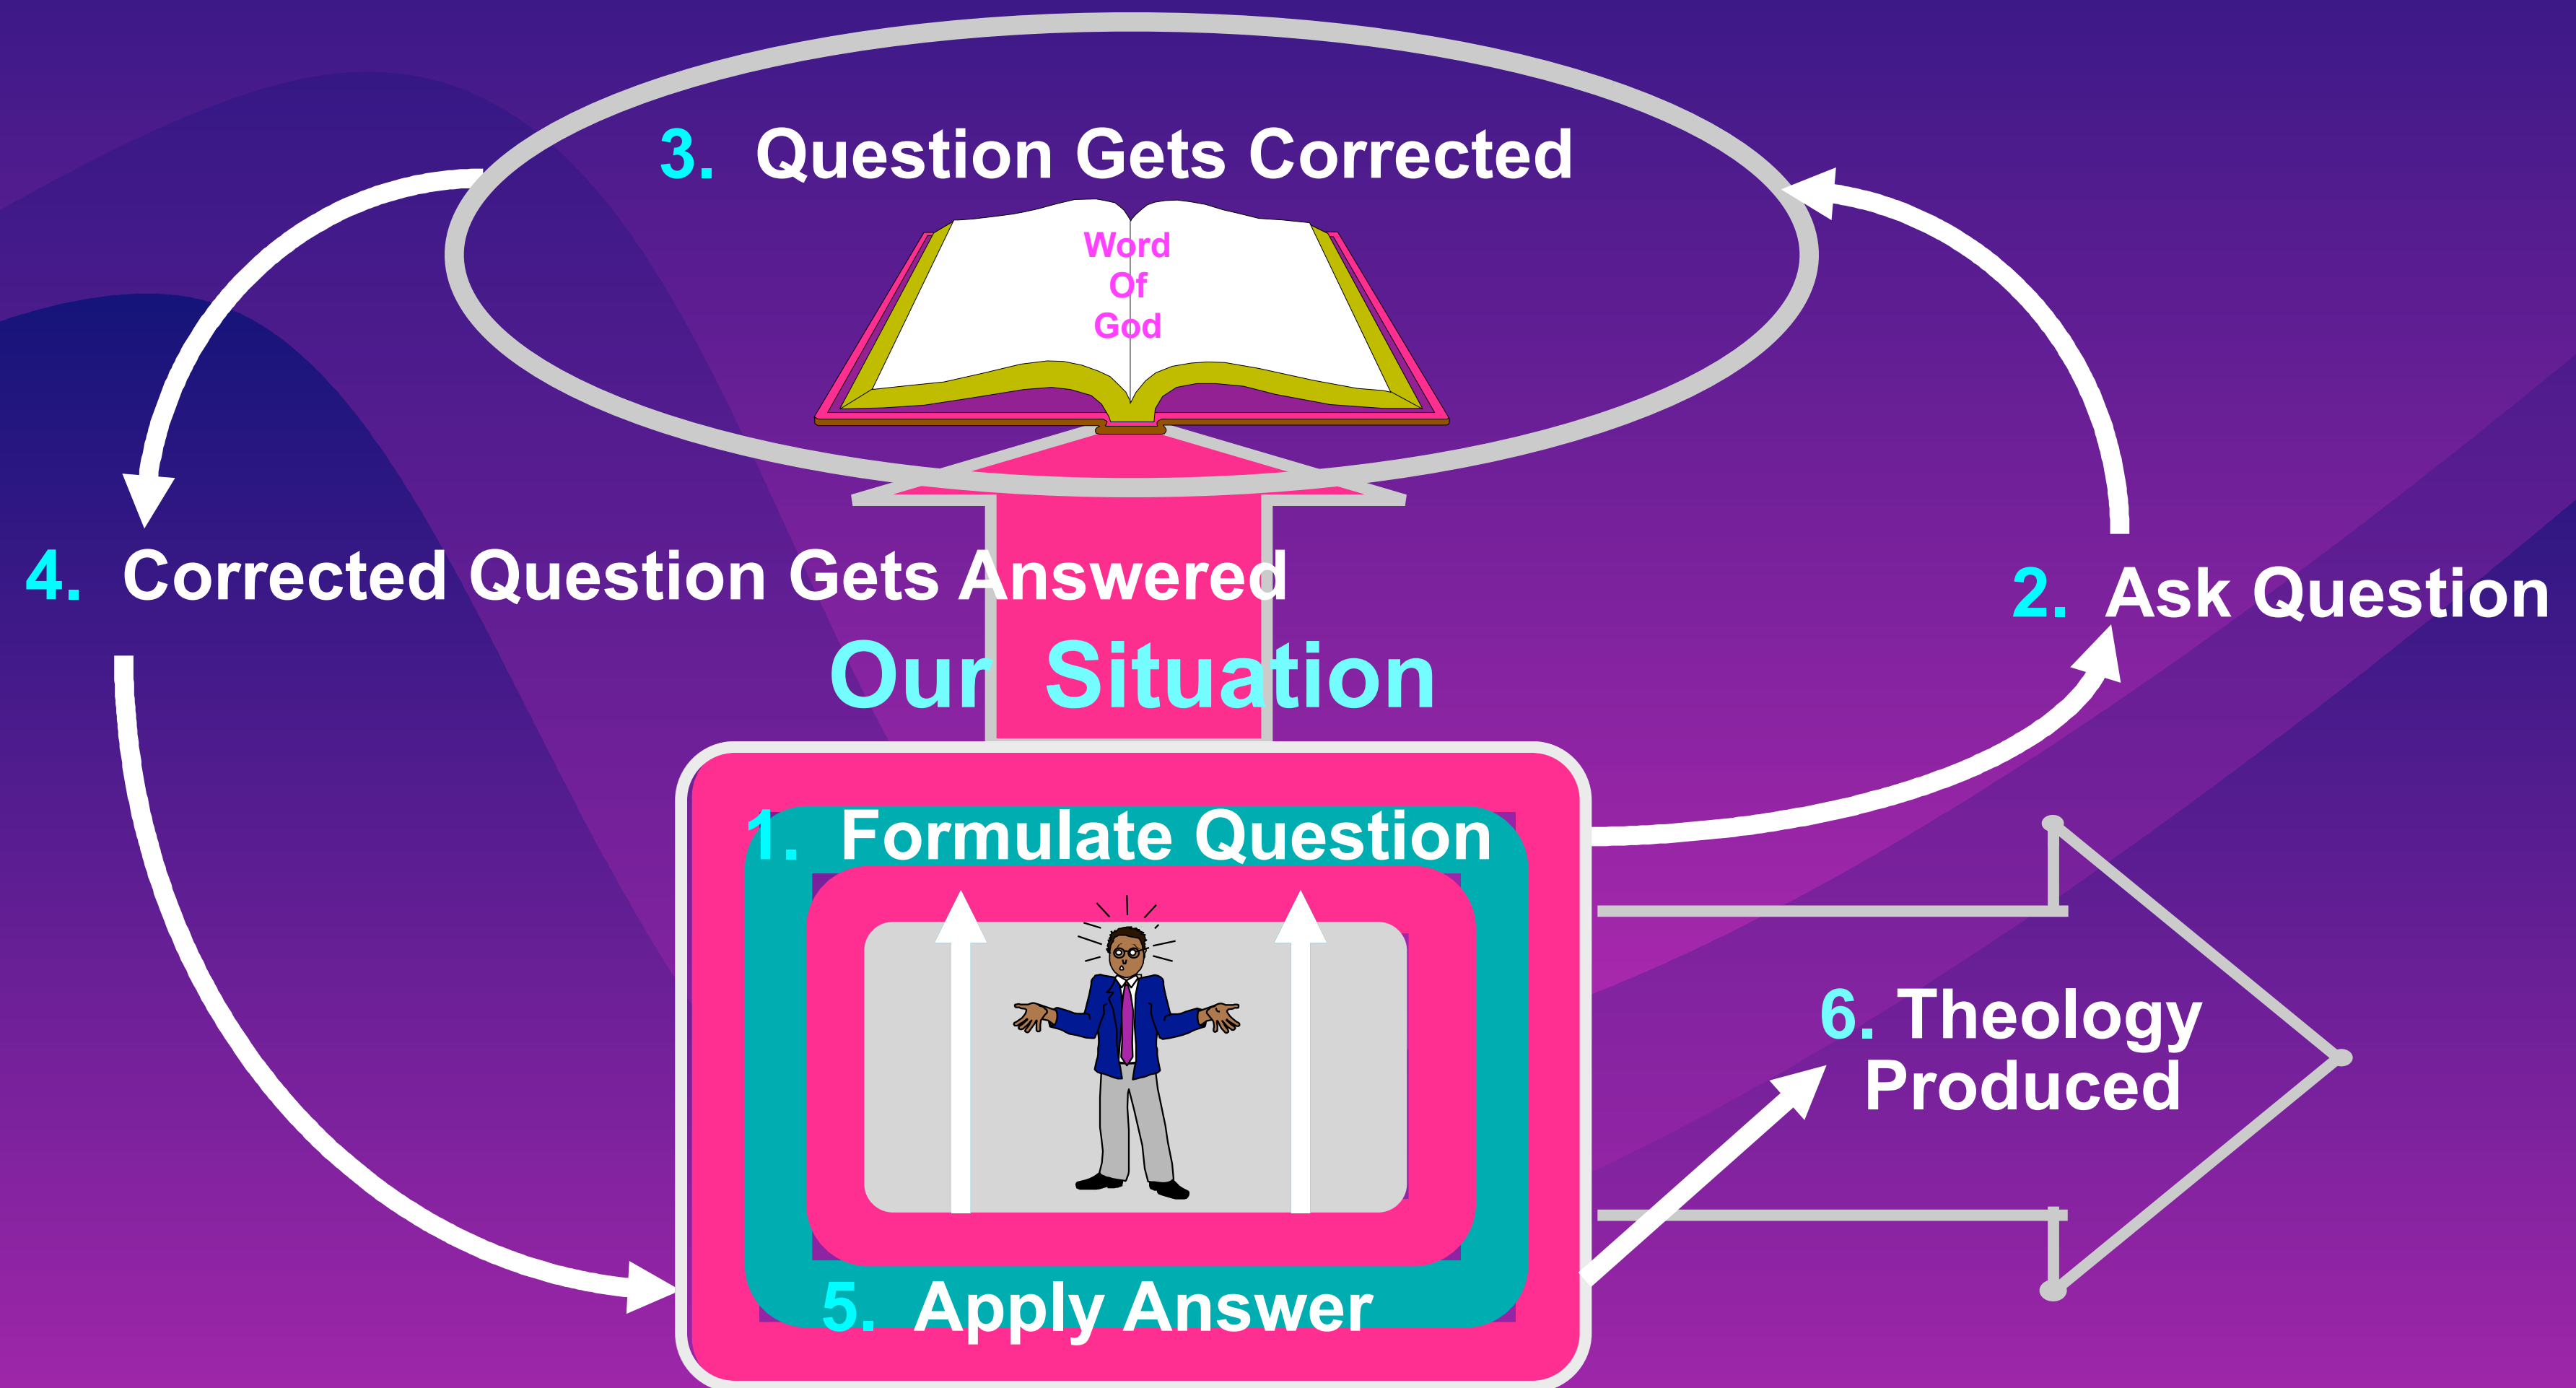 3. Question Gets Corrected
Word
Of
God
4. Corrected Question Gets Answered
2. Ask Question
Our Situation
1. Formulate Question
6. Theology
Produced
5. Apply Answer